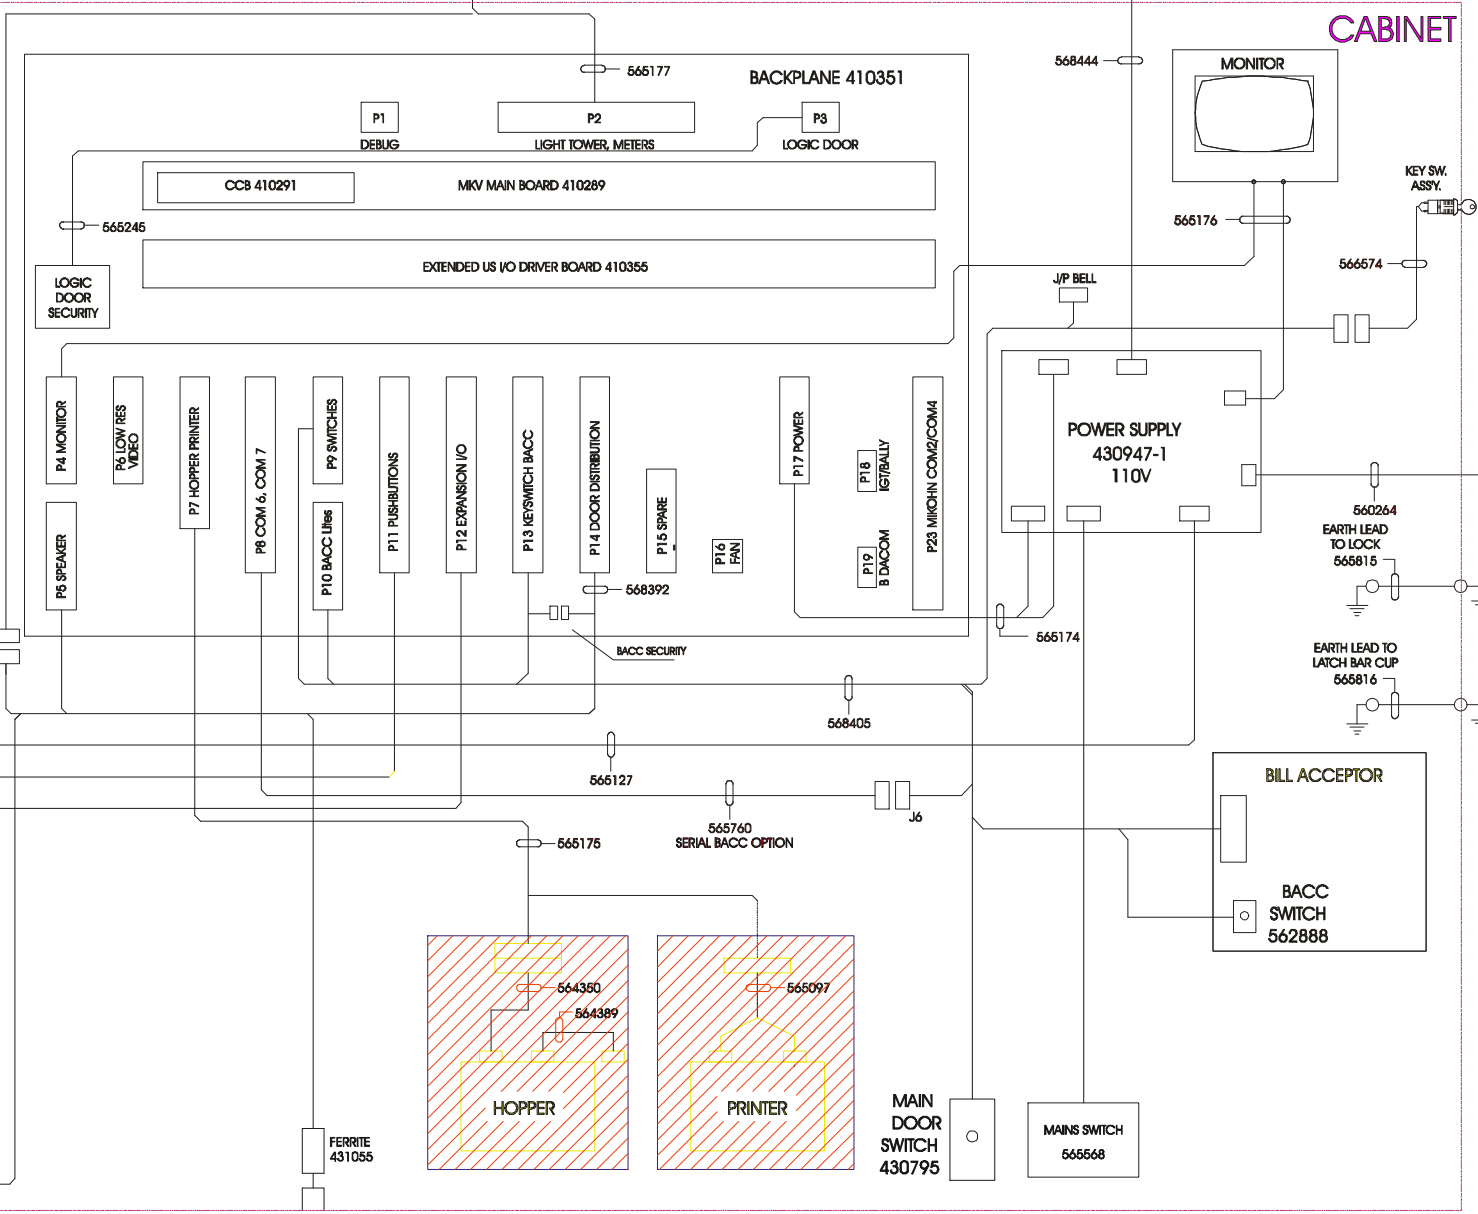 CABINET
565177
BACKPLANE 410351
568444
MONITOR
P1
P2
P3
DEBUG
LIGHT TOWER, METERS
LOGIC DOOR
CCB 410291
MKV MAIN BOARD 410289
KEY SW.
ASS'Y.
565245
565176
EXTENDED US I/O DRIVER BOARD 410355
566574
LOGIC
DOOR
SECURITY
J/P BELL
P4 MONITOR
P6 LOW RES
VIDEO
P7 HOPPER PRINTER
P8 COM 6, COM 7
P9 SWITCHES
P11 PUSHBUTTONS
P12 EXPANSION I/O
P13 KEYSWITCH BACC
P14 DOOR DISTRIBUTION
P15 SPARE
P16
FAN
P17 POWER
P18
IGT/BALLY
P19
B DACOM
P23 MIKOHN COM2/COM4
P5 SPEAKER
P10 BACC Lites
POWER SUPPLY
430947-1
110V
560264
EARTH LEAD
TO LOCK
565815
568392
565174
BACC SECURITY
EARTH LEAD TO
LATCH BAR CUP
565816
568405
565127
BILL ACCEPTOR
565760
SERIAL BACC OPTION
J6
565175
BACC
SWITCH
562888
564350
564389
565097
HOPPER
PRINTER
MAIN
DOOR
SWITCH
430795
MAINS SWITCH
565568
FERRITE
431055